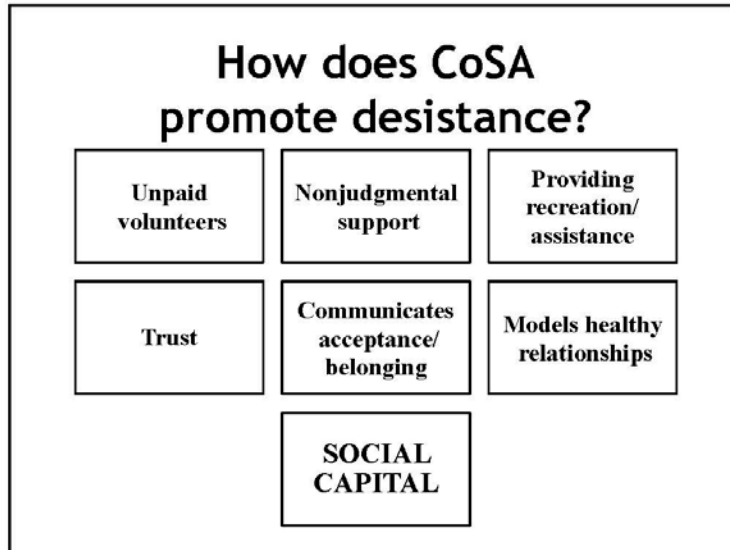 How does CoSA
promote desistance?
Unpaid
volunteers
Nonjudgmental
support
Providing
recreation/
assistance
Trust
Communicates
acceptance/
belonging
Models healthy
relationships
SOCIAL
CAPITAL